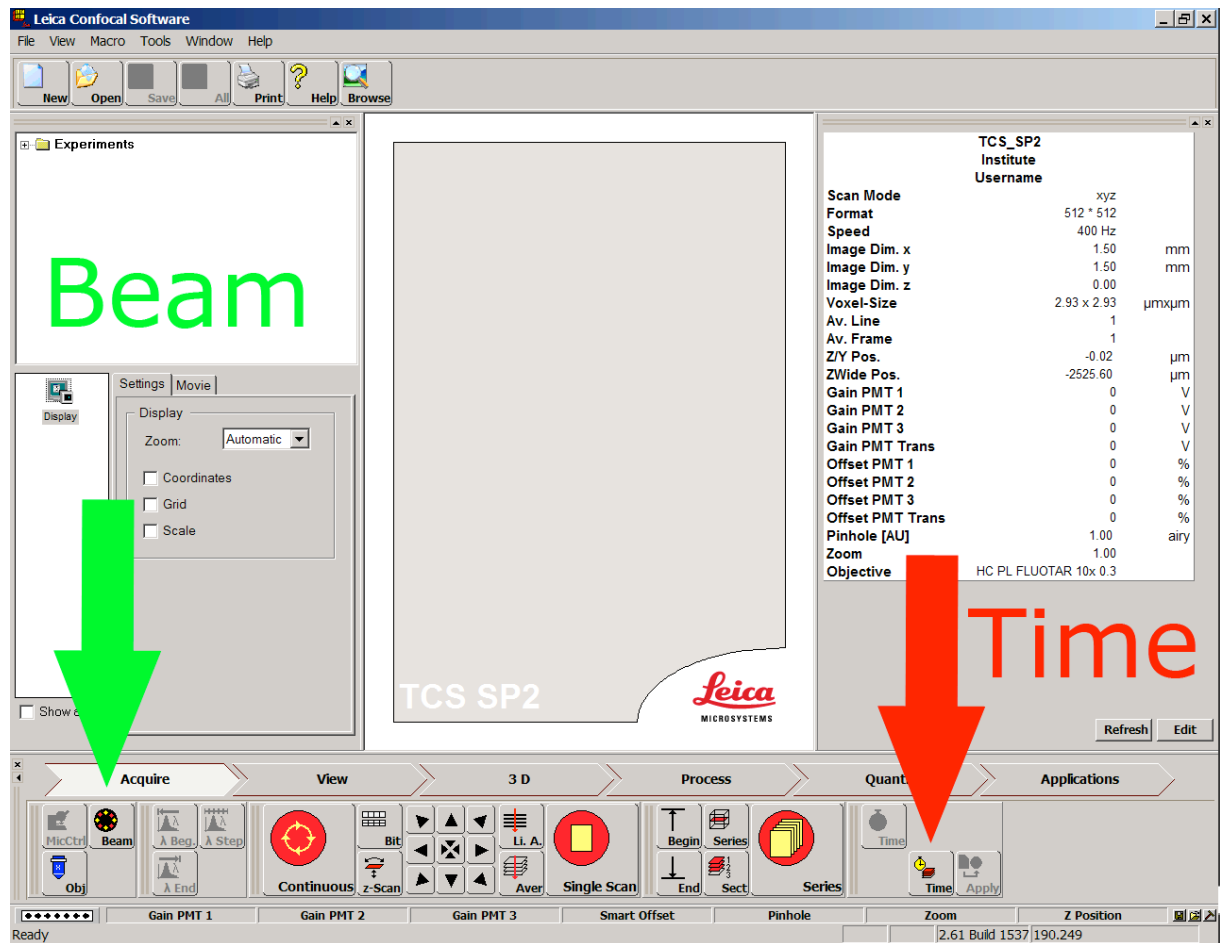 Leica Confocal Software
File View Macro Tools Window Help
New Open Save All Print Help Browse
Experiments
Beam
Display
Settings Movie
Display
Zoom: Automatic
Coordinates
Grid
Scale
Show
TCS SP2
Leica
MICROSYSTEMS
TCS_SP2
Institute
Username
Scan Mode xyz
Format 512 * 512
Speed 400 Hz
Image Dim. x 1.50 mm
Image Dim. y 1.50 mm
Image Dim. z 0.00
Voxel-Size 2.93 x 2.93 µmxµm
Av. Line 1
Av. Frame 1
Z/Y Pos. -0.02 µm
ZWide Pos. -2525.60 µm
Gain PMT 1 0 V
Gain PMT 2 0 V
Gain PMT 3 0 V
Gain PMT Trans 0 V
Offset PMT 1 0 %
Offset PMT 2 0 %
Offset PMT 3 0 %
Offset PMT Trans 0 %
Pinhole [AU] 1.00 airy
Zoom 1.00
Objective HC PL FLUOTAR 10x 0.3
Time
Refresh Edit
Acquire View 3 D Process Quant Applications
MicCtrl Beam λ Beg. λ Step Bit Li. A. Begin Series Time
Obj λ End Continuous z-Scan Aver Single Scan End Sect Series Time Apply
Gain PMT 1 Gain PMT 2 Gain PMT 3 Smart Offset Pinhole Zoom Z Position
Ready 2.61 Build 1537 190.249